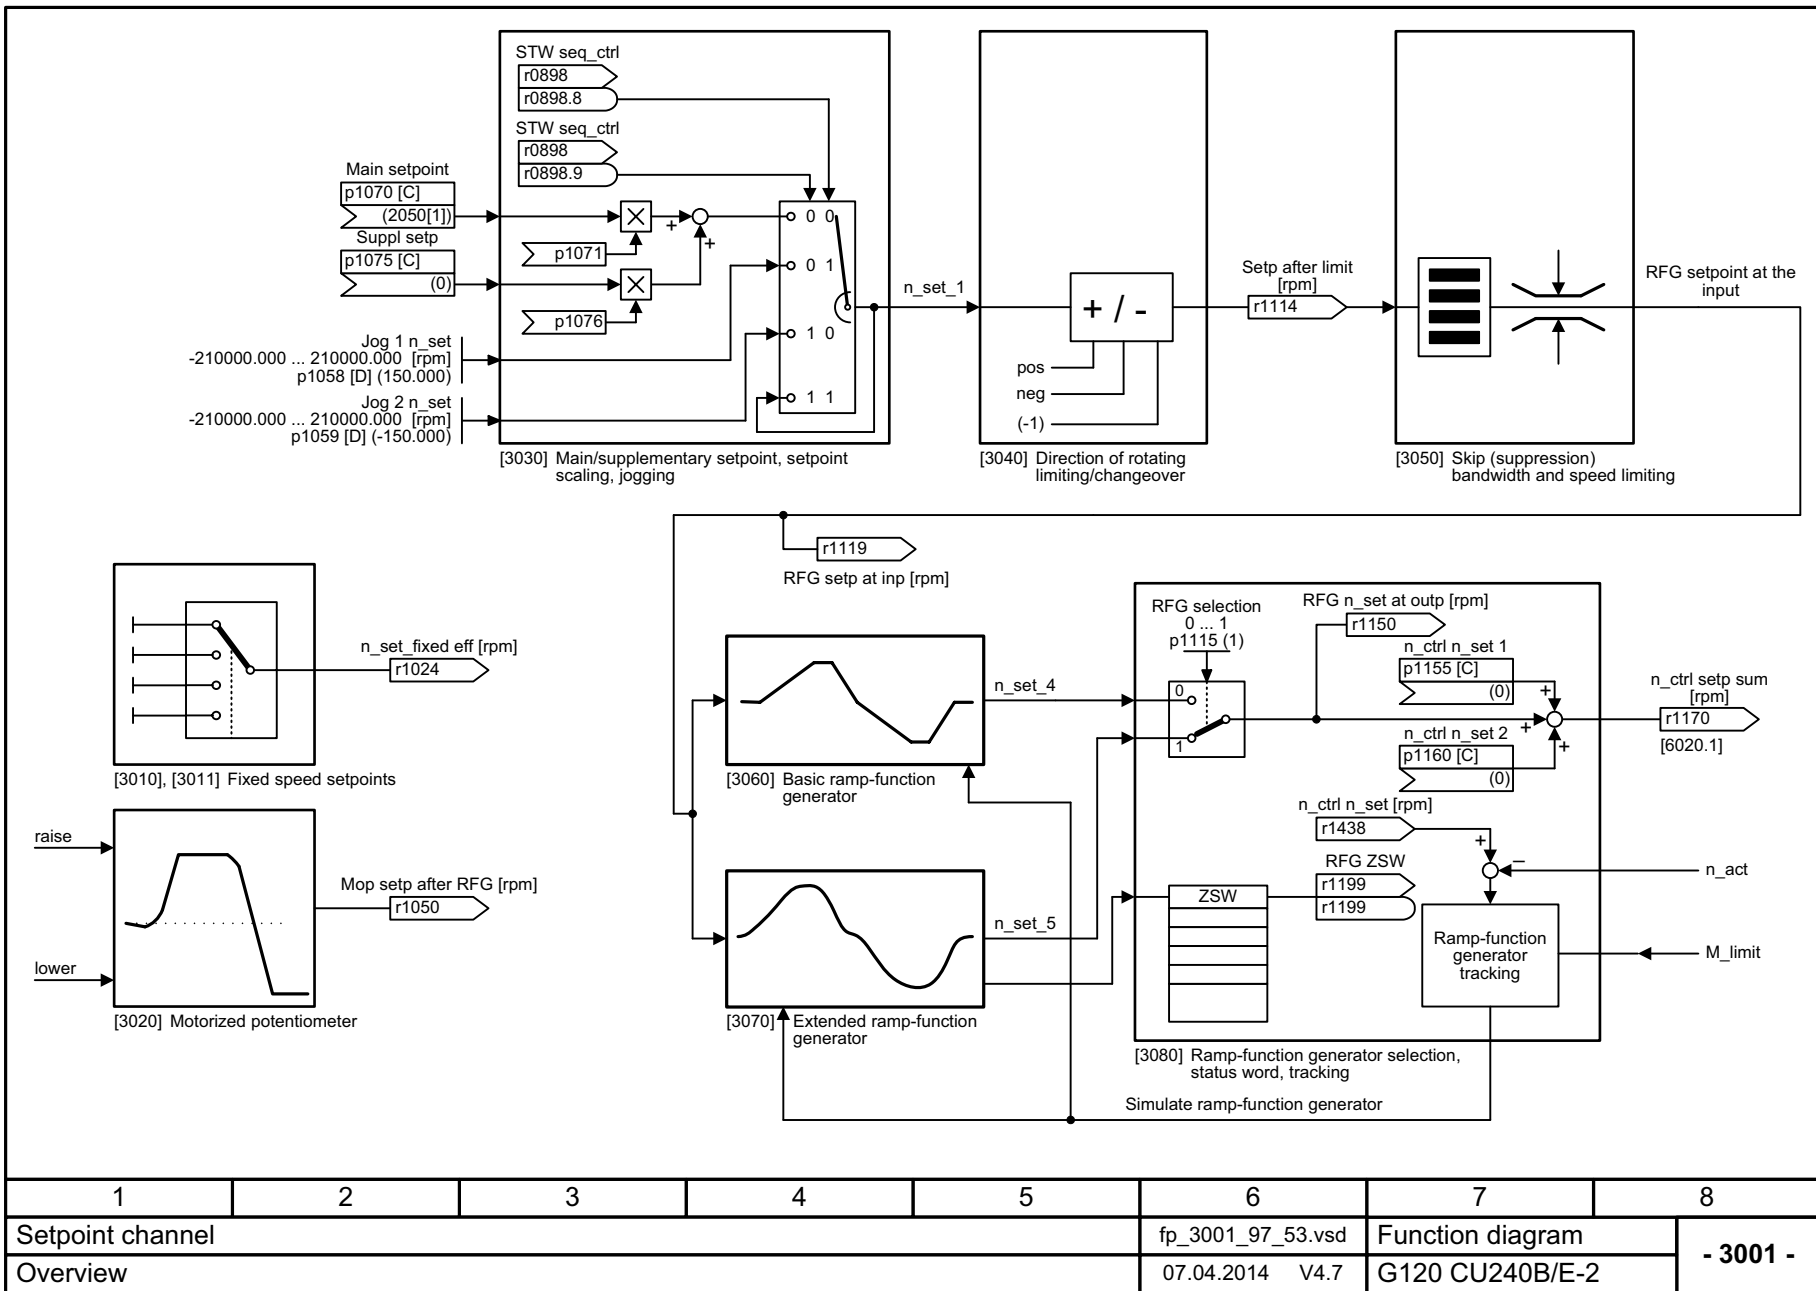 STW seq_ctrl
r0898
r0898.8
STW seq_ctrl
r0898
r0898.9
Main setpoint
p1070 [C]
(2050[1])
Suppl setp
p1075 [C]
(0)
p1071
p1076
+
+
0 0
0 1
1 0
1 1
Jog 1 n_set
-210000.000 ... 210000.000 [rpm]
p1058 [D] (150.000)
Jog 2 n_set
-210000.000 ... 210000.000 [rpm]
p1059 [D] (-150.000)
[3030] Main/supplementary setpoint, setpoint
scaling, jogging
n_set_1
+ / -
pos
neg
(-1)
[3040] Direction of rotating
limiting/changeover
Setp after limit
[rpm]
r1114
[3050] Skip (suppression)
bandwidth and speed limiting
RFG setpoint at the
input
r1119
RFG setp at inp [rpm]
n_set_fixed eff [rpm]
r1024
[3010], [3011] Fixed speed setpoints
raise
lower
Mop setp after RFG [rpm]
r1050
[3020] Motorized potentiometer
n_set_4
[3060] Basic ramp-function
generator
n_set_5
[3070] Extended ramp-function
generator
RFG selection
0 ... 1
p1115 (1)
0
1
RFG n_set at outp [rpm]
r1150
n_ctrl n_set 1
p1155 [C]
(0)
+
+
n_ctrl n_set 2
p1160 [C]
(0)
+
n_ctrl setp sum
[rpm]
r1170
[6020.1]
n_ctrl n_set [rpm]
r1438
+
–
n_act
RFG ZSW
r1199
r1199
ZSW
Ramp-function
generator
tracking
M_limit
[3080] Ramp-function generator selection,
status word, tracking
Simulate ramp-function generator
1 2 3 4 5 6 7 8
Setpoint channel
fp_3001_97_53.vsd
Function diagram
- 3001 -
Overview
07.04.2014 V4.7
G120 CU240B/E-2